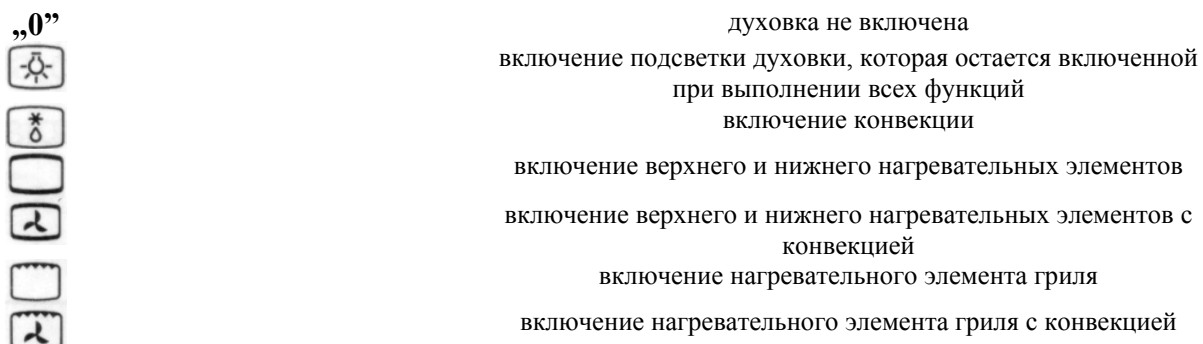 „0” духовка не включена
включение подсветки духовки, которая остается включенной
при выполнении всех функций
включение конвекции
включение верхнего и нижнего нагревательных элементов
включение верхнего и нижнего нагревательных элементов с
конвекцией
включение нагревательного элемента гриля
включение нагревательного элемента гриля с конвекцией